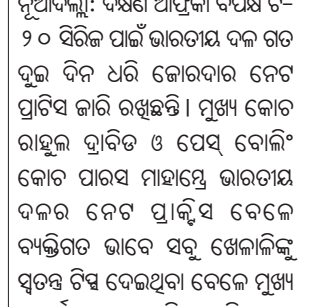 ନୂଆଦିଲ୍ଲୀ: ଦକ୍ଷିଣ ଆଫ୍ରିକା ବିପକ୍ଷ ଟି-
୨୦ ସିରିଜ ପାଇଁ ଭାରତୀୟ ଦଳ ଗତ
ଦୁଇ ଦିନ ଧରି ଜୋରଦାର ନେଟ
ପ୍ରାଟିସ ଜାରି ରଖିଛନ୍ତି। ମୁଖ୍ୟ କୋଚ
ରାହୁଲ ଦ୍ରାବିଡ ଓ ପେସ୍ ବୋଲିଂ
କୋଚ ପାରସ ମାହାମ୍ବ୍ରେ ଭାରତୀୟ
ଦଳର ନେଟ ପ୍ରାକ୍ଟିସ ବେଳେ
ବ୍ୟକ୍ତିଗତ ଭାବେ ସବୁ ଖେଳାଳିଙ୍କୁ
ସ୍ୱତନ୍ତ୍ର ଟିପ୍ସ ଦେଇଥିବା ବେଳେ ମୁଖ୍ୟ